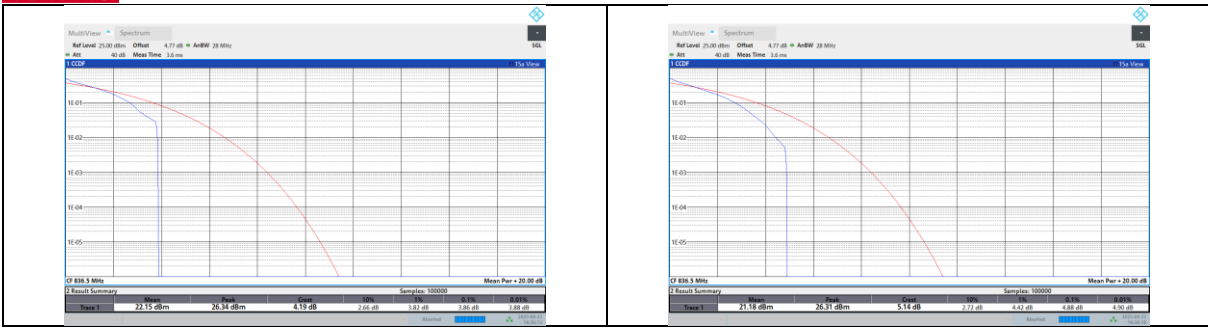 MultiView Spectrum
Ref Level 25.00 dBm Offset 4.77 dB AnBW 28 MHz SGL
Att 40 dB Meas Time 3.6 ms
1 CCDF 1Sa View
1E-01
1E-02
1E-03
1E-04
1E-05
CF 836.5 MHz Mean Pwr + 20.00 dB
2 Result Summary Samples: 100000
Mean Peak Crest 10% 1% 0.1% 0.01%
Trace 1 22.15 dBm 26.34 dBm 4.19 dB 2.66 dB 3.82 dB 3.86 dB 3.88 dB
Aborted
MultiView Spectrum
Ref Level 25.00 dBm Offset 4.77 dB AnBW 28 MHz SGL
Att 40 dB Meas Time 3.6 ms
1 CCDF 1Sa View
1E-01
1E-02
1E-03
1E-04
1E-05
CF 836.5 MHz Mean Pwr + 20.00 dB
2 Result Summary Samples: 100000
Mean Peak Crest 10% 1% 0.1% 0.01%
Trace 1 21.18 dBm 26.31 dBm 5.14 dB 2.72 dB 4.42 dB 4.88 dB 4.90 dB
Aborted